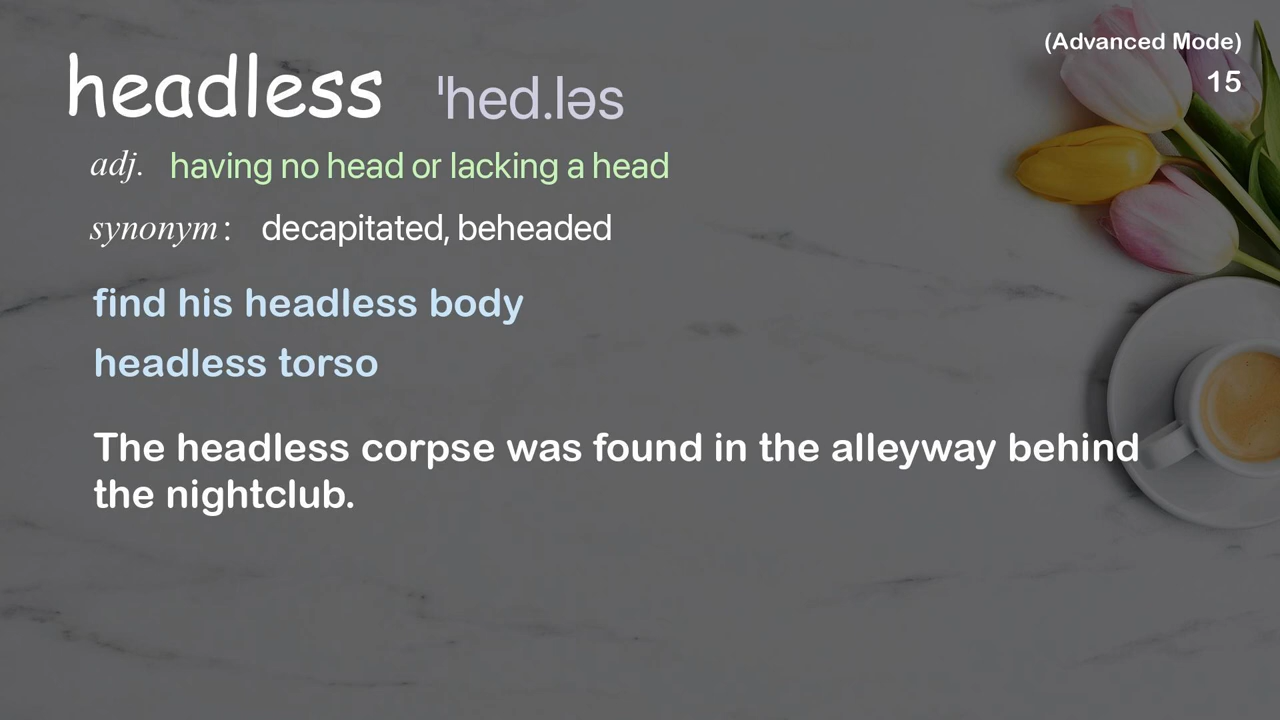 (Advanced Mode)
15
headless ˈhed.ləs
adj. having no head or lacking a head
synonym : decapitated, beheaded
find his headless body
headless torso
The headless corpse was found in the alleyway behind
the nightclub.